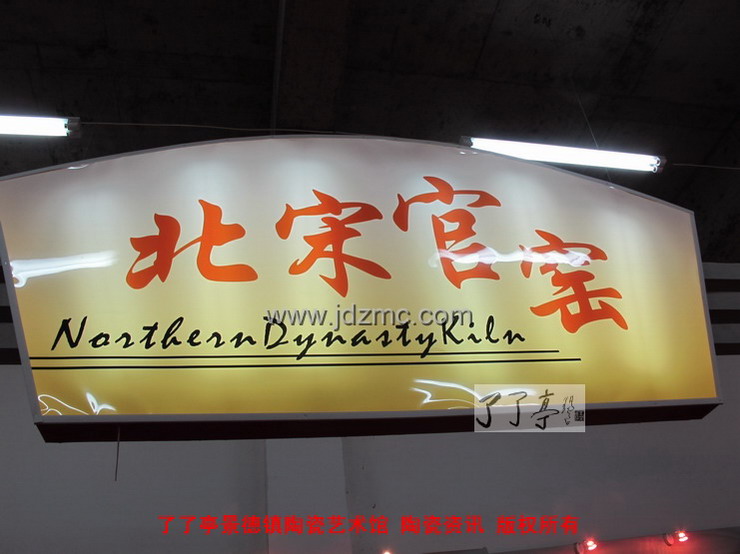 北宋官窑
www.jdzmc.com
NorthernDynastyKiln
了了亭
了了亭景德镇陶瓷艺术馆 陶瓷资讯 版权所有